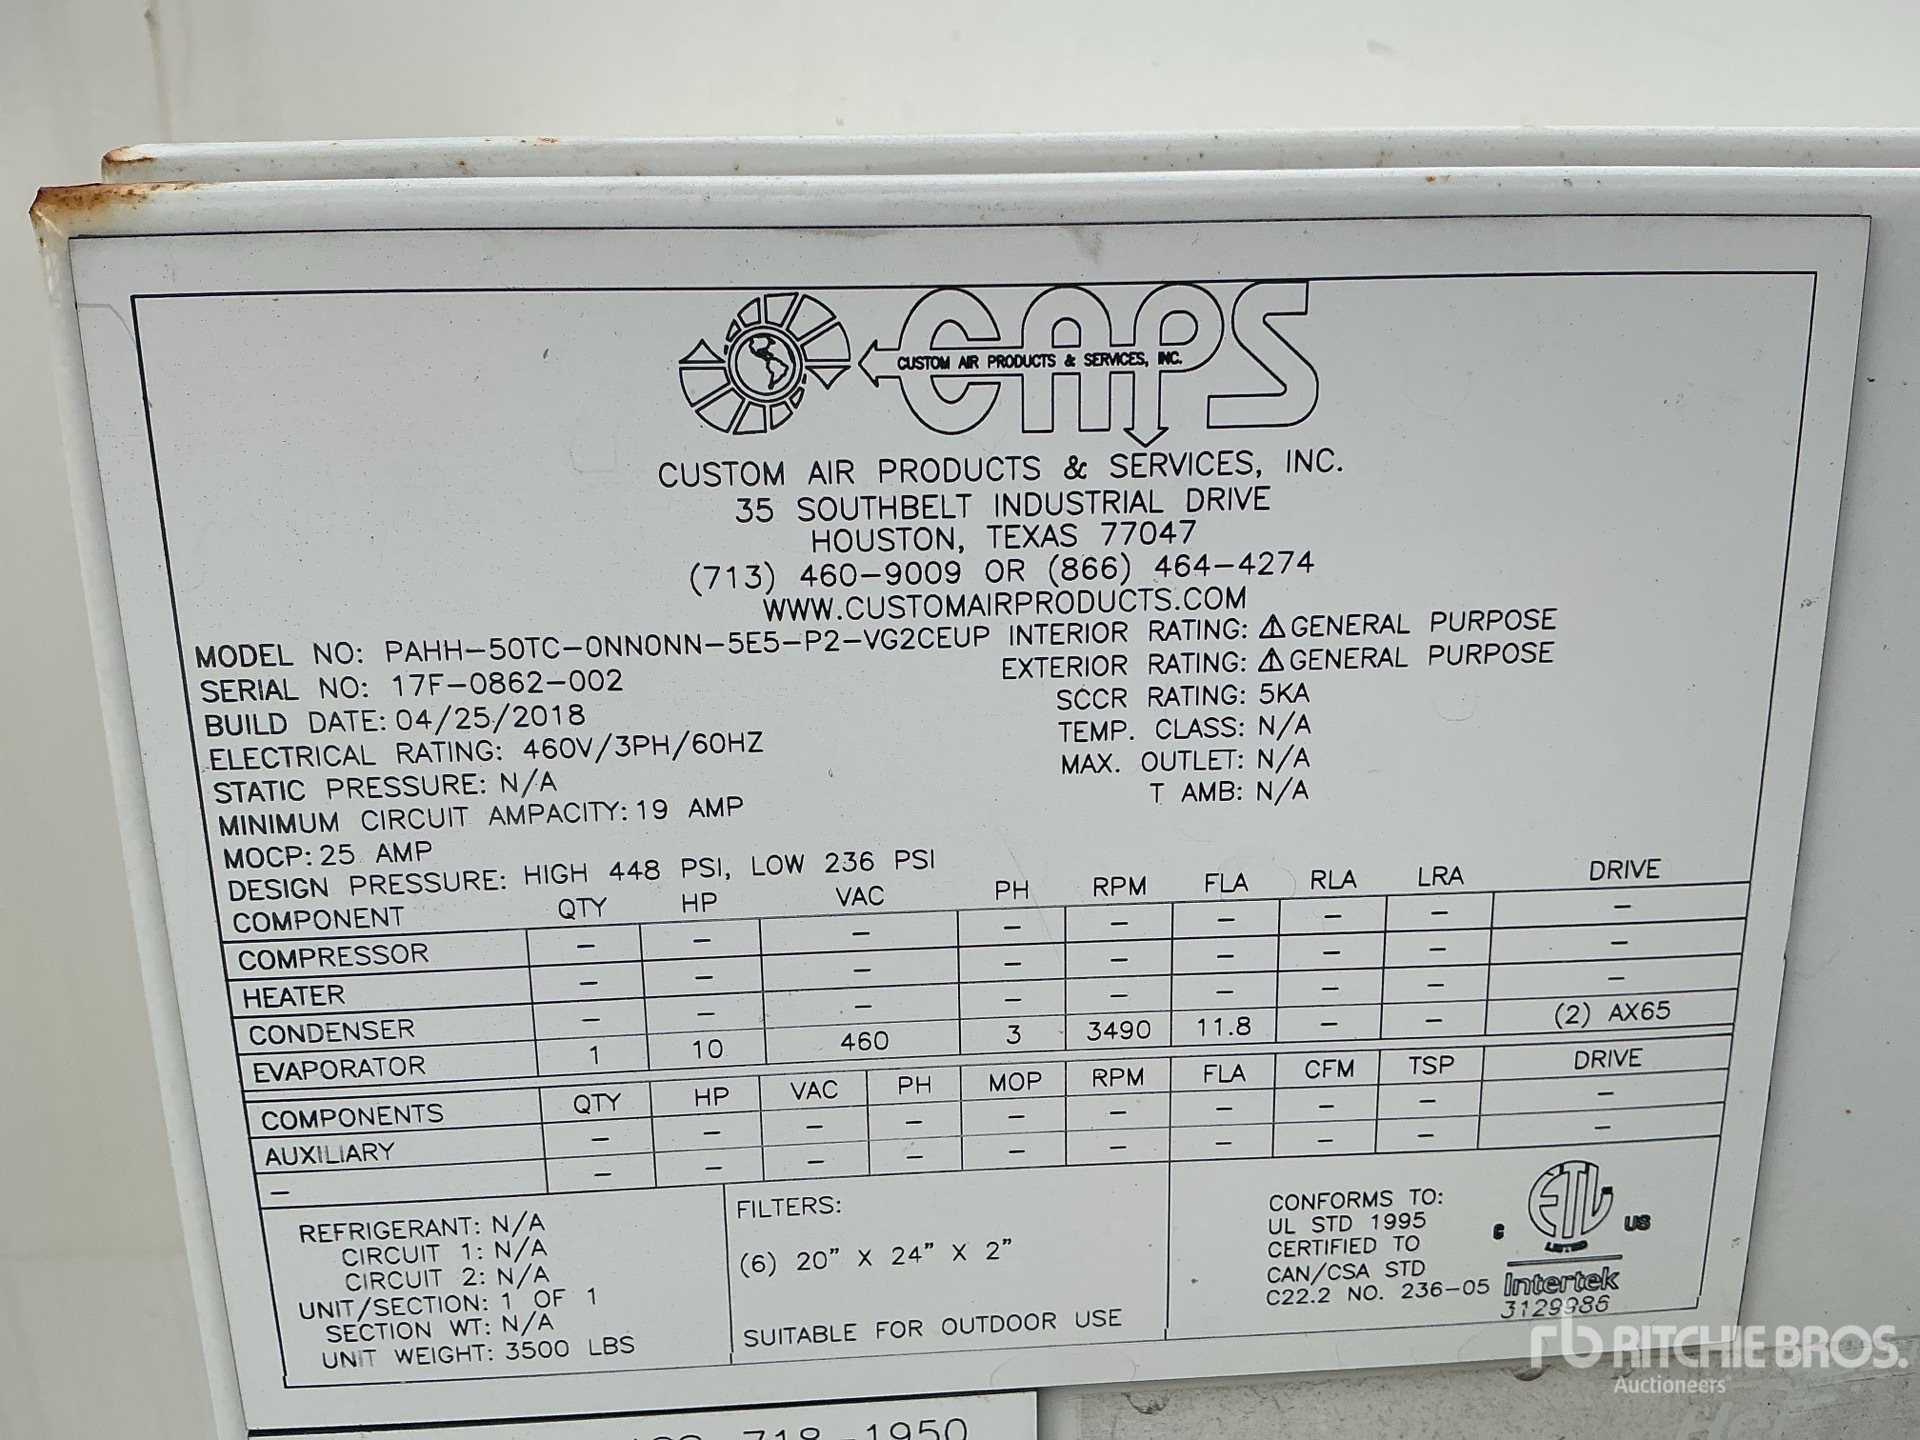 CAPS
CUSTOM AIR PRODUCTS & SERVICES, INC.
CUSTOM AIR PRODUCTS & SERVICES, INC.
35 SOUTHBELT INDUSTRIAL DRIVE
HOUSTON, TEXAS 77047
(713) 460-9009 OR (866) 464-4274
WWW.CUSTOMAIRPRODUCTS.COM
MODEL NO: PAHH-50TC-0NN0NN-5E5-P2-VG2CEUP INTERIOR RATING: ⚠GENERAL PURPOSE
SERIAL NO: 17F-0862-002 EXTERIOR RATING: ⚠GENERAL PURPOSE
BUILD DATE: 04/25/2018 SCCR RATING: 5KA
ELECTRICAL RATING: 460V/3PH/60HZ TEMP. CLASS: N/A
STATIC PRESSURE: N/A MAX. OUTLET: N/A
MINIMUM CIRCUIT AMPACITY: 19 AMP T AMB: N/A
MOCP: 25 AMP
DESIGN PRESSURE: HIGH 448 PSI, LOW 236 PSI
COMPONENT QTY HP VAC PH RPM FLA RLA LRA DRIVE
COMPRESSOR - - - - - - - - -
HEATER - - - - - - - - -
CONDENSER - - - - - - - - -
EVAPORATOR 1 10 460 3 3490 11.8 - - (2) AX65
COMPONENTS QTY HP VAC PH MOP RPM FLA CFM TSP DRIVE
AUXILIARY - - - - - - - - - -
- - - - - - - - - - -
REFRIGERANT: N/A
CIRCUIT 1: N/A
CIRCUIT 2: N/A
UNIT/SECTION: 1 OF 1
SECTION WT: N/A
UNIT WEIGHT: 3500 LBS
FILTERS:
(6) 20" X 24" X 2"
SUITABLE FOR OUTDOOR USE
CONFORMS TO:
UL STD 1995
CERTIFIED TO
CAN/CSA STD
C22.2 NO. 236-05
ETL
C US
LISTED
Intertek
3129986
rb RITCHIE BROS.
Auctioneers
718-1950